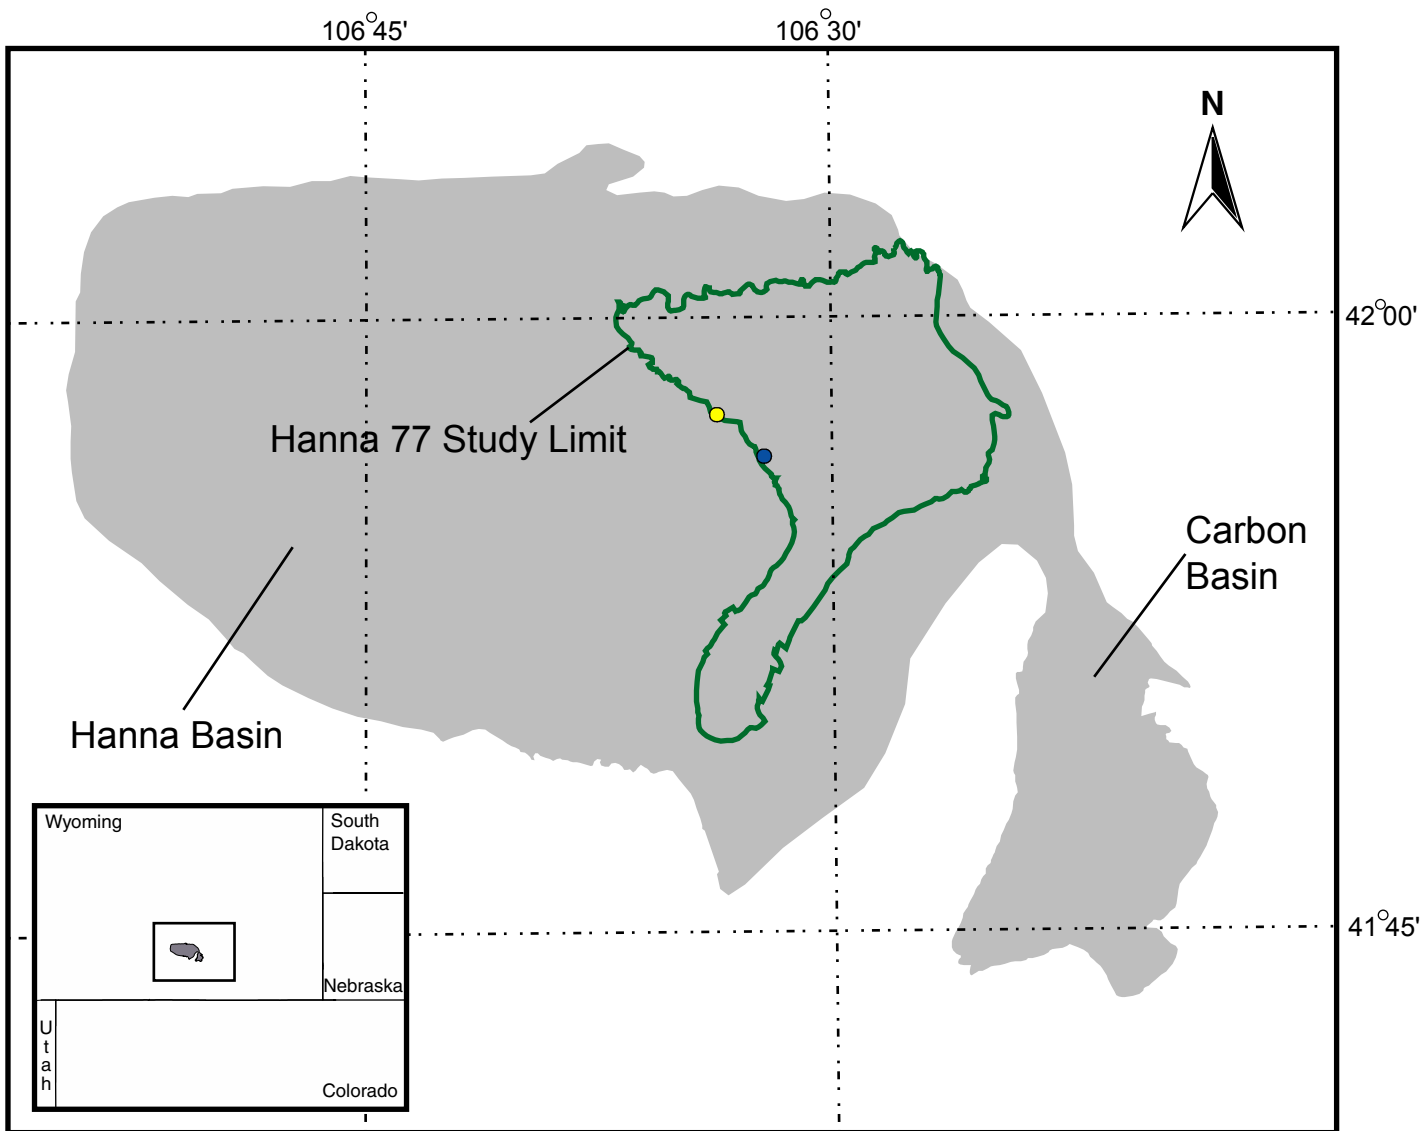 106°45'
106°30'
N
42°00'
Hanna 77 Study Limit
Carbon
Basin
Hanna Basin
Wyoming
South
Dakota
41°45'
Nebraska
Utah
Colorado